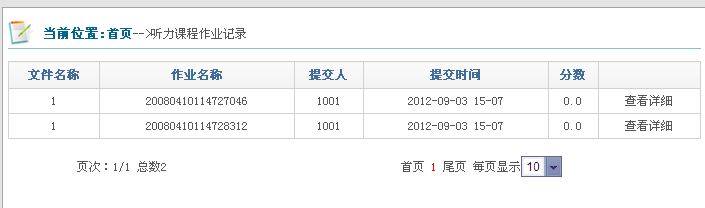 当前位置:首页-->听力课程作业记录
文件名称 作业名称 提交人 提交时间 分数
1 20080410114727046 1001 2012-09-03 15-07 0.0 查看详细
1 20080410114728312 1001 2012-09-03 15-07 0.0 查看详细
页次：1/1 总数2 首页 1 尾页 每页显示 10